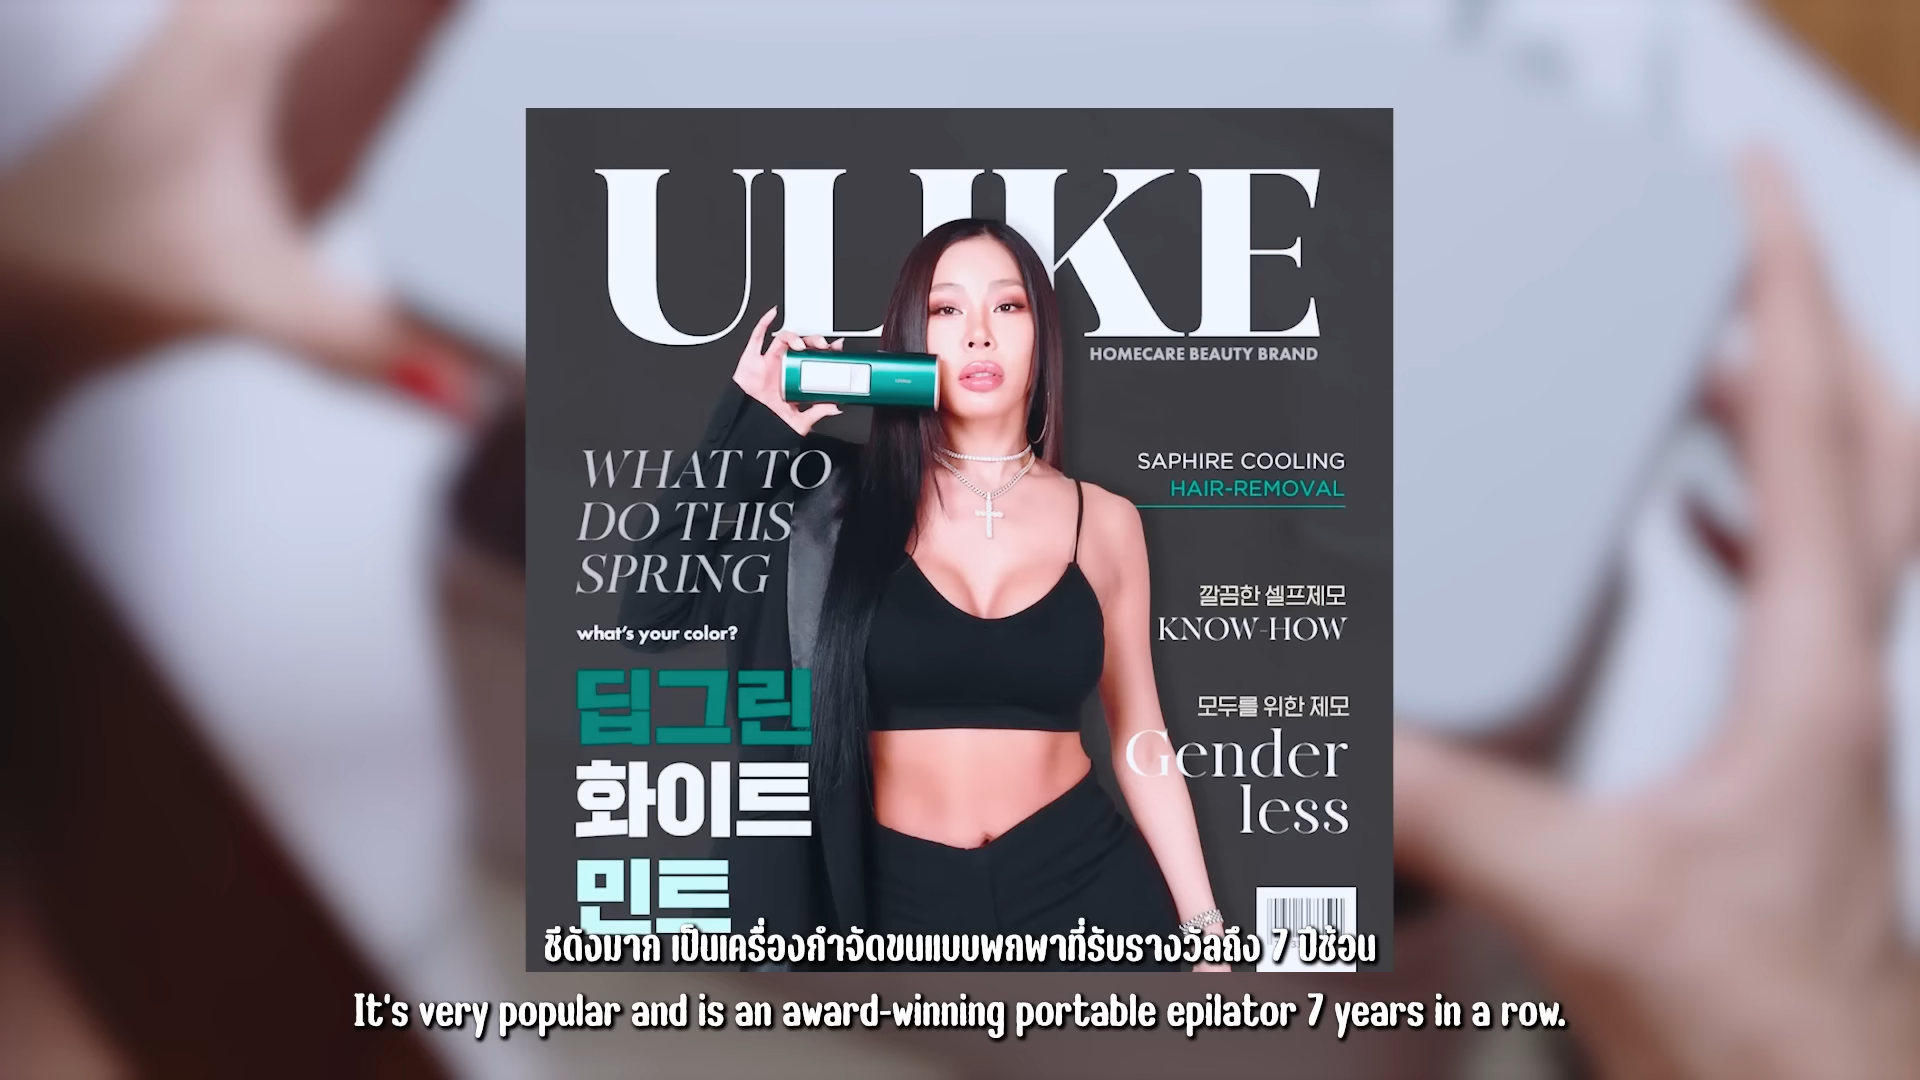 ULIKE
HOMECARE BEAUTY BRAND
WHAT TO
DO THIS
SPRING
what's your color?
딥그린
화이트
민트
SAPHIRE COOLING
HAIR-REMOVAL
깔끔한 셀프제모
KNOW-HOW
모두를 위한 제모
Gender
less
ชีดังมาก เป็นเครื่องกำจัดขนแบบพกพาที่รับรางวัลถึง 7 ปีซ้อน
It's very popular and is an award-winning portable epilator 7 years in a row.